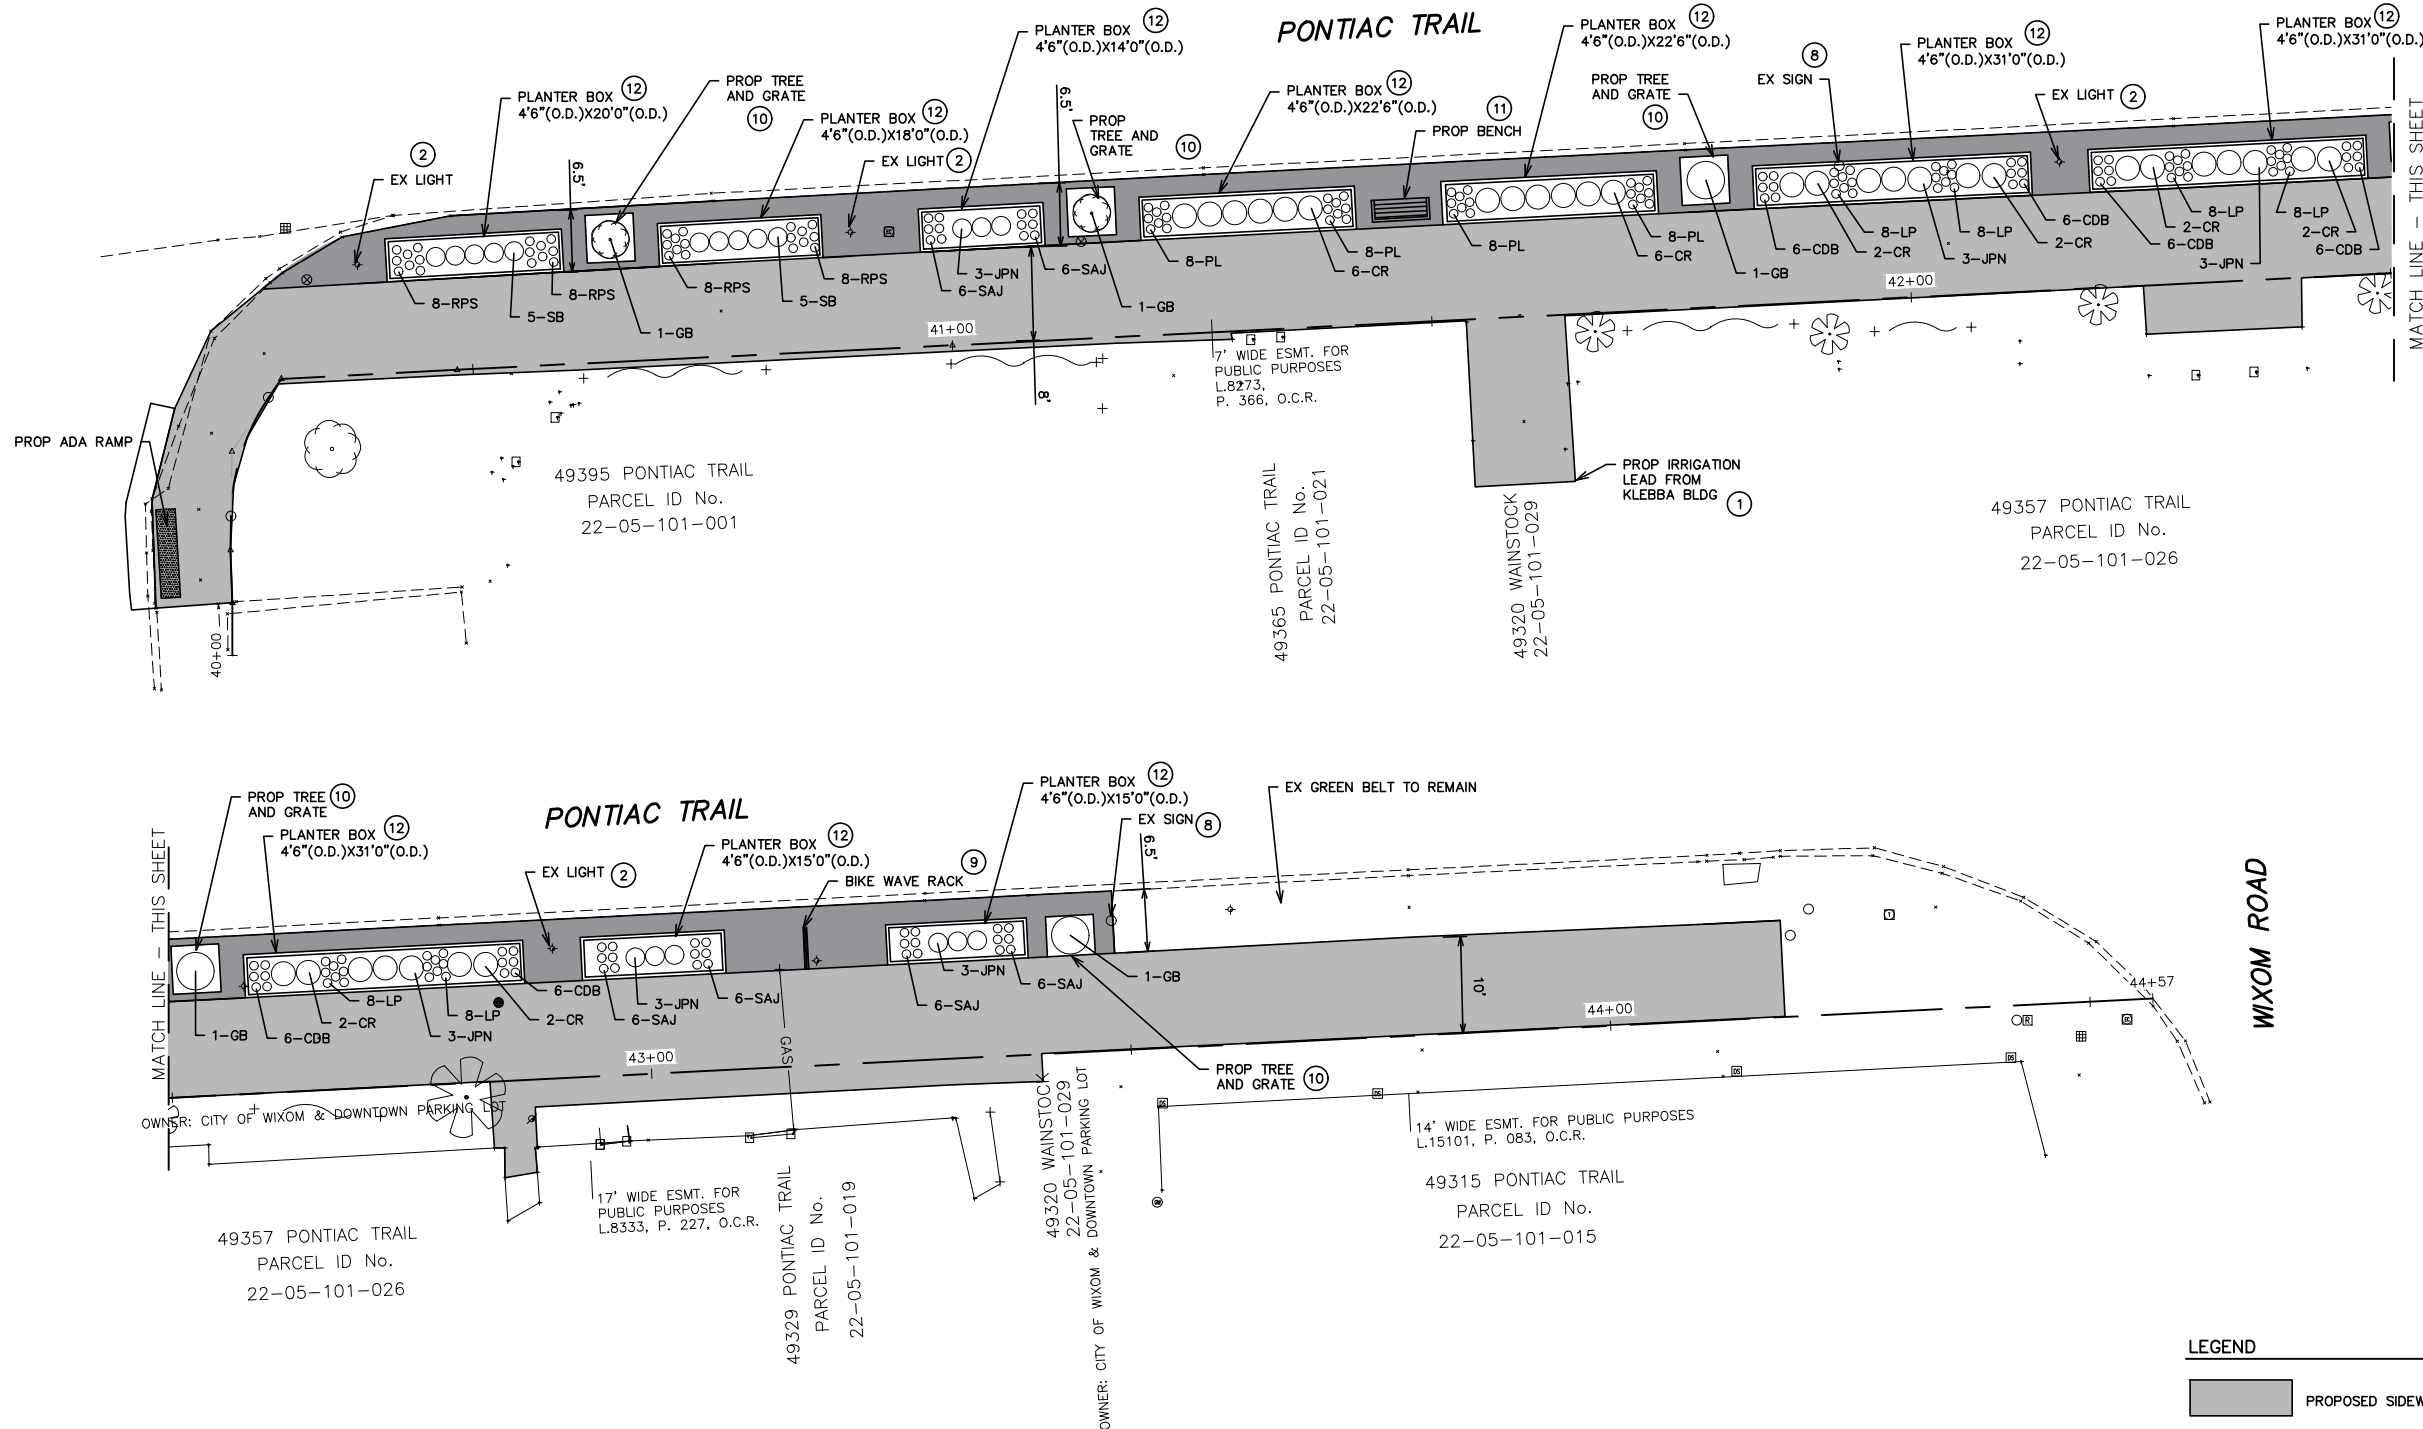 PONTIAC TRAIL
PLANTER BOX 12
4'6"(O.D.)X20'0"(O.D.)
PROP TREE
AND GRATE
10
PLANTER BOX 12
4'6"(O.D.)X18'0"(O.D.)
PLANTER BOX 12
4'6"(O.D.)X14'0"(O.D.)
PROP
TREE AND
GRATE
10
PLANTER BOX 12
4'6"(O.D.)X22'6"(O.D.)
11
PROP BENCH
PLANTER BOX 12
4'6"(O.D.)X22'6"(O.D.)
PROP TREE
AND GRATE
10
8
EX SIGN
PLANTER BOX 12
4'6"(O.D.)X31'0"(O.D.)
EX LIGHT 2
PLANTER BOX 12
4'6"(O.D.)X31'0"(O.D.)
2
EX LIGHT
EX LIGHT 2
6.5'
6.5'
8'
8-RPS
5-SB
8-RPS
1-GB
8-RPS
5-SB
8-RPS
6-SAJ
3-JPN
6-SAJ
1-GB
8-PL
6-CR
8-PL
8-PL
6-CR
8-PL
1-GB
6-CDB
2-CR
8-LP
3-JPN
8-LP
2-CR
6-CDB
6-CDB
2-CR
8-LP
3-JPN
8-LP
2-CR
6-CDB
41+00
42+00
40+00
MATCH LINE - THIS SHEET
PROP ADA RAMP
7' WIDE ESMT. FOR
PUBLIC PURPOSES
L.8273,
P. 366, O.C.R.
PROP IRRIGATION
LEAD FROM
KLEBBA BLDG 1
49395 PONTIAC TRAIL
PARCEL ID No.
22-05-101-001
49365 PONTIAC TRAIL
PARCEL ID No.
22-05-101-021
49320 WAINSTOCK
22-05-101-029
49357 PONTIAC TRAIL
PARCEL ID No.
22-05-101-026
MATCH LINE - THIS SHEET
PONTIAC TRAIL
PROP TREE 10
AND GRATE
PLANTER BOX 12
4'6"(O.D.)X31'0"(O.D.)
EX LIGHT 2
PLANTER BOX 12
4'6"(O.D.)X15'0"(O.D.)
BIKE WAVE RACK 9
PLANTER BOX 12
4'6"(O.D.)X15'0"(O.D.)
EX SIGN 8
6.5'
EX GREEN BELT TO REMAIN
WIXOM ROAD
1-GB
6-CDB
2-CR
8-LP
3-JPN
8-LP
2-CR
6-CDB
6-SAJ
3-JPN
6-SAJ
6-SAJ
3-JPN
6-SAJ
1-GB
GAS
10'
43+00
44+00
44+57
PROP TREE
AND GRATE 10
OWNER: CITY OF WIXOM & DOWNTOWN PARKING LOT
17' WIDE ESMT. FOR
PUBLIC PURPOSES
L.8333, P. 227, O.C.R.
14' WIDE ESMT. FOR PUBLIC PURPOSES
L.15101, P. 083, O.C.R.
49357 PONTIAC TRAIL
PARCEL ID No.
22-05-101-026
49329 PONTIAC TRAIL
PARCEL ID No.
22-05-101-019
49320 WAINSTOCK
22-05-101-029
OWNER: CITY OF WIXOM & DOWNTOWN PARKING LOT
49315 PONTIAC TRAIL
PARCEL ID No.
22-05-101-015
LEGEND
PROPOSED SIDEW